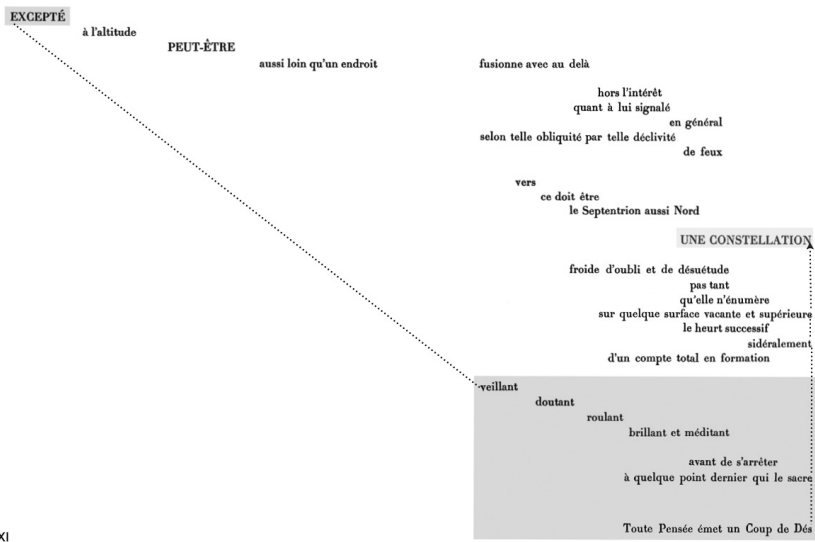 EXCEPTÉ
à l'altitude
PEUT-ÊTRE
aussi loin qu'un endroit fusionne avec au delà
hors l'intérêt
quant à lui signalé
en général
selon telle obliquité par telle déclivité
de feux
vers
ce doit être
le Septentrion aussi Nord
UNE CONSTELLATION
froide d'oubli et de désuétude
pas tant
qu'elle n'énumère
sur quelque surface vacante et supérieure
le heurt successif
sidéralement
d'un compte total en formation
veillant
doutant
roulant
brillant et méditant
avant de s'arrêter
à quelque point dernier qui le sacre
Toute Pensée émet un Coup de Dés
XI